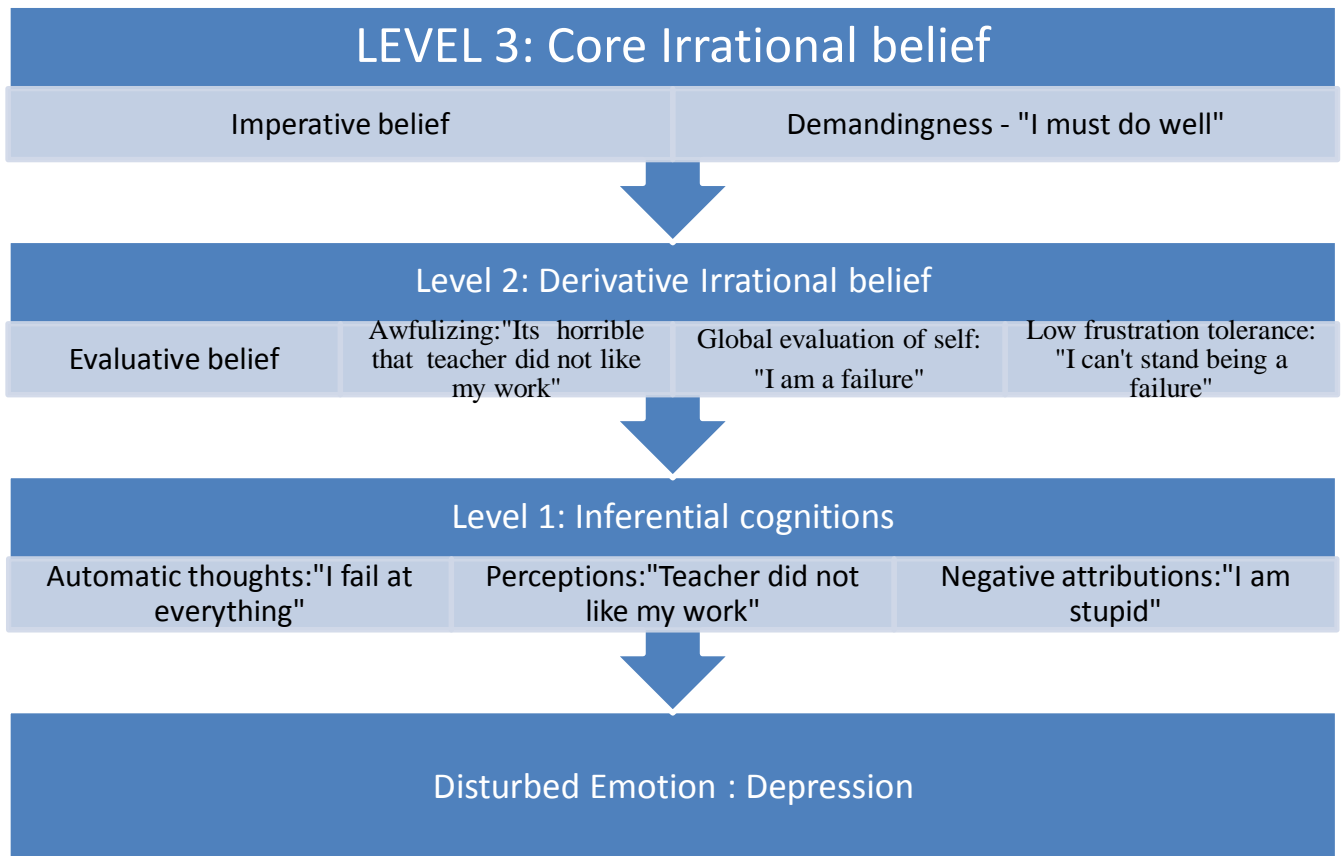 LEVEL 3: Core Irrational belief
Imperative belief
Demandingness - "I must do well"
Level 2: Derivative Irrational belief
Evaluative belief
Awfulizing:"Its horrible
that teacher did not like
my work"
Global evaluation of self:
"I am a failure"
Low frustration tolerance:
"I can't stand being a
failure"
Level 1: Inferential cognitions
Automatic thoughts:"I fail at
everything"
Perceptions:"Teacher did not
like my work"
Negative attributions:"I am
stupid"
Disturbed Emotion : Depression